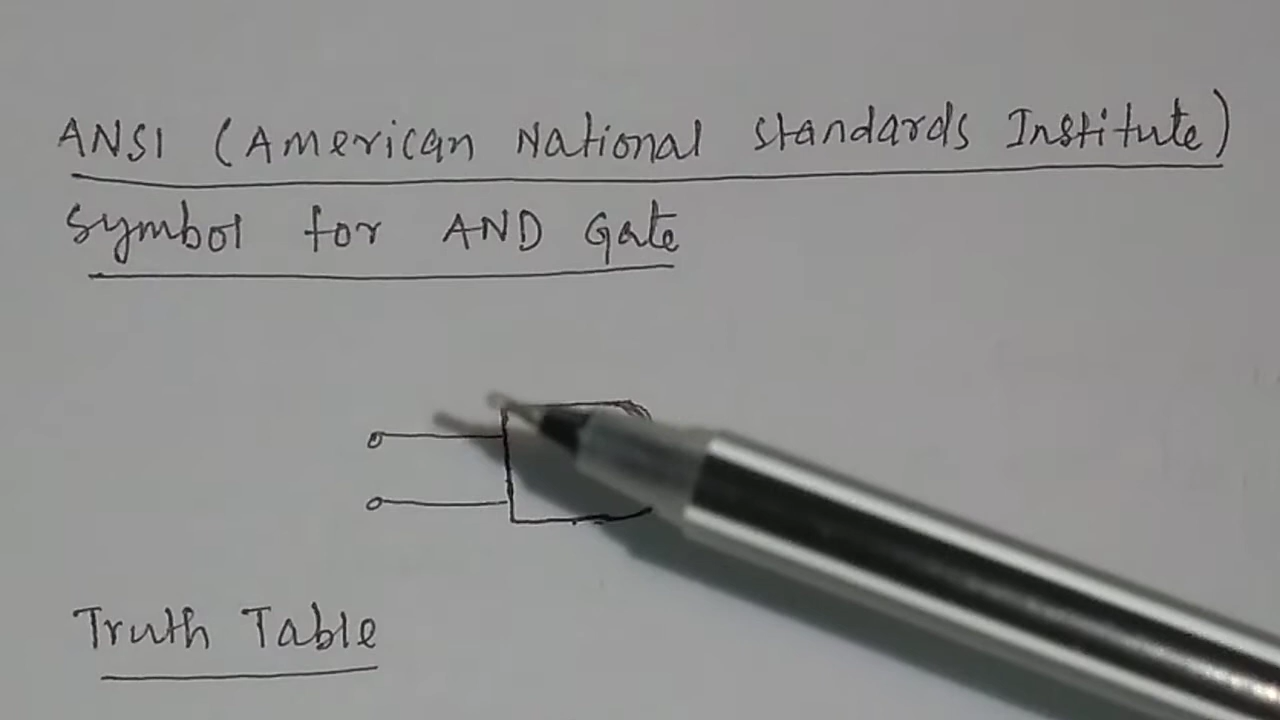 ANSI (American National Standards Institute)
Symbol for AND Gate
Truth Table